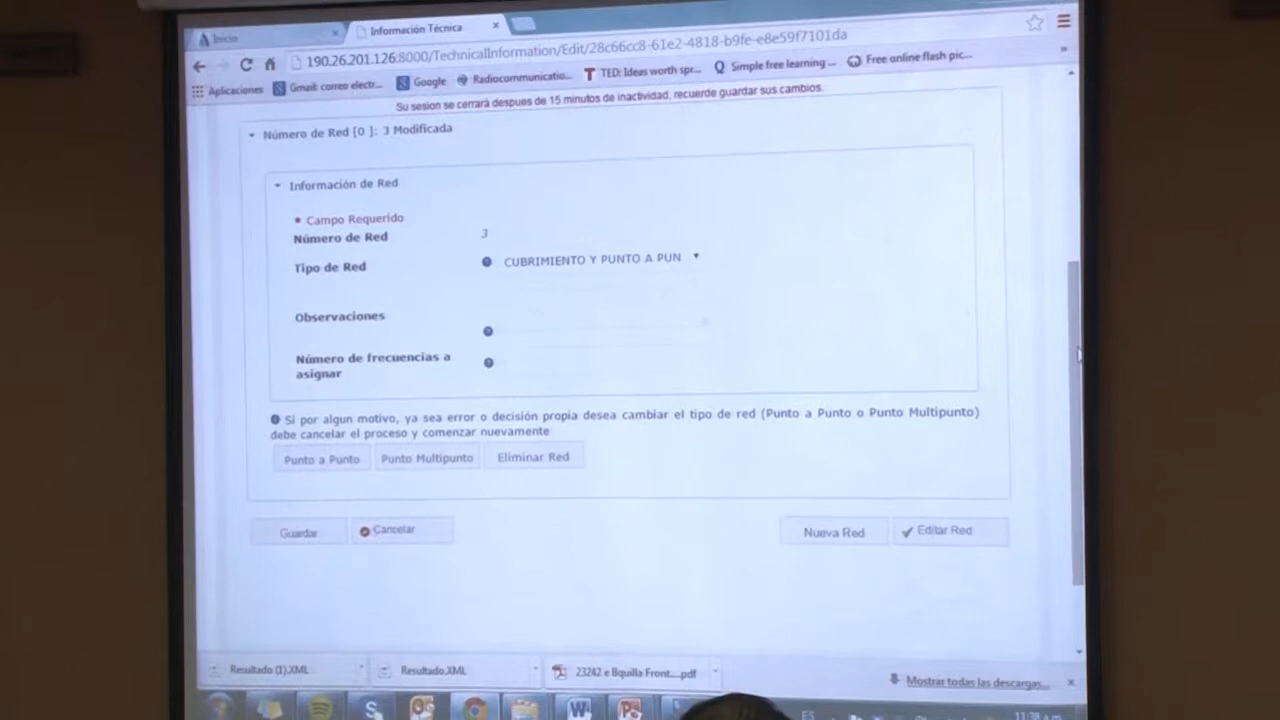 Inicio
Información Técnica
190.26.201.126:8000/TechnicalInformation/Edit/28c66cc8-61e2-4818-b9fe-e8e59f7101da
Aplicaciones Gmail: correo electr... Google Radiocommunicatio... TED: Ideas worth spr... Simple free learning ... Free online flash pic...
Su sesion se cerrará despues de 15 minutos de inactividad, recuerde guardar sus cambios.
Número de Red [0 ]: 3 Modificada
Información de Red
Campo Requerido
Número de Red 3
Tipo de Red CUBRIMIENTO Y PUNTO A PUN
Observaciones
Número de frecuencias a
asignar
Si por algun motivo, ya sea error o decisión propia desea cambiar el tipo de red (Punto a Punto o Punto Multipunto)
debe cancelar el proceso y comenzar nuevamente
Punto a Punto Punto Multipunto Eliminar Red
Guardar Cancelar Nueva Red Editar Red
Resultado (1).XML Resultado.XML 23242 e Bquilla Front....pdf Mostrar todas las descargas...
ES 11:38 a.m.